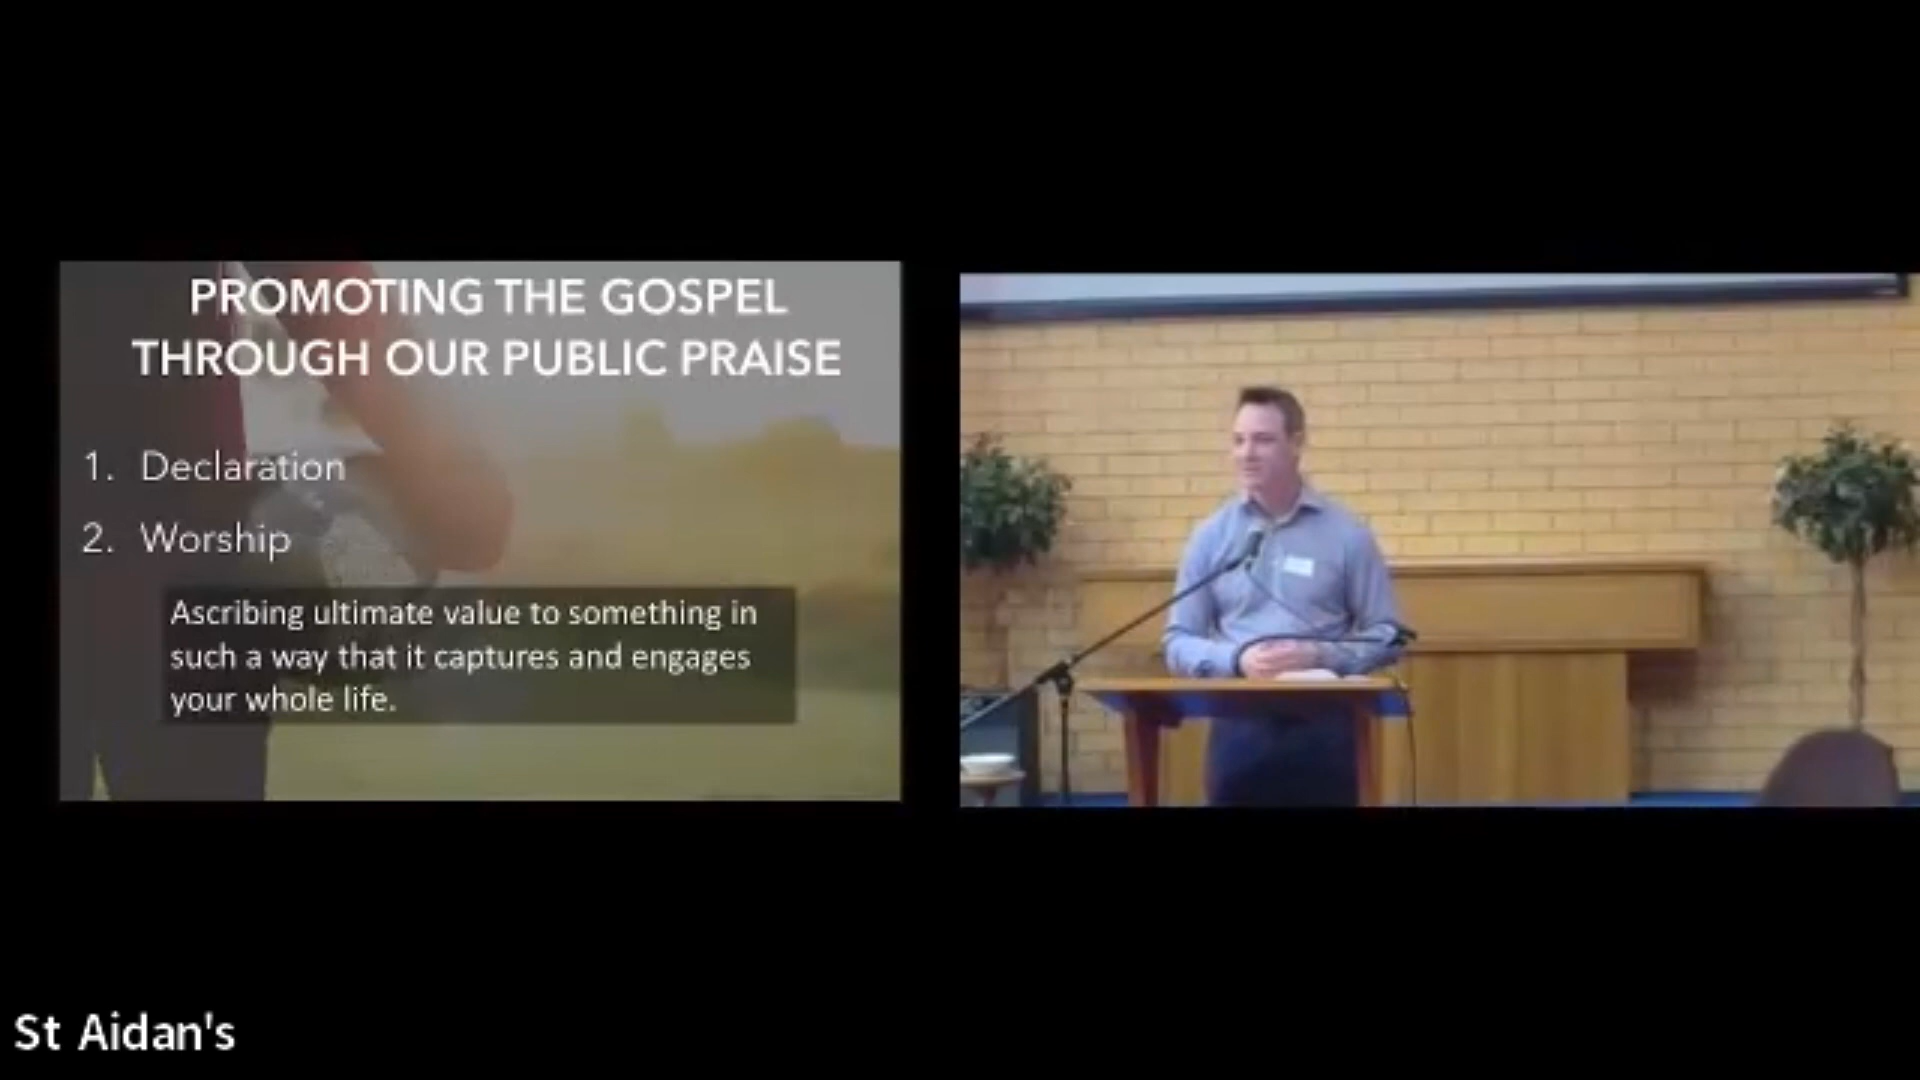 PROMOTING THE GOSPEL
THROUGH OUR PUBLIC PRAISE
1. Declaration
2. Worship
Ascribing ultimate value to something in
such a way that it captures and engages
your whole life.
St Aidan's